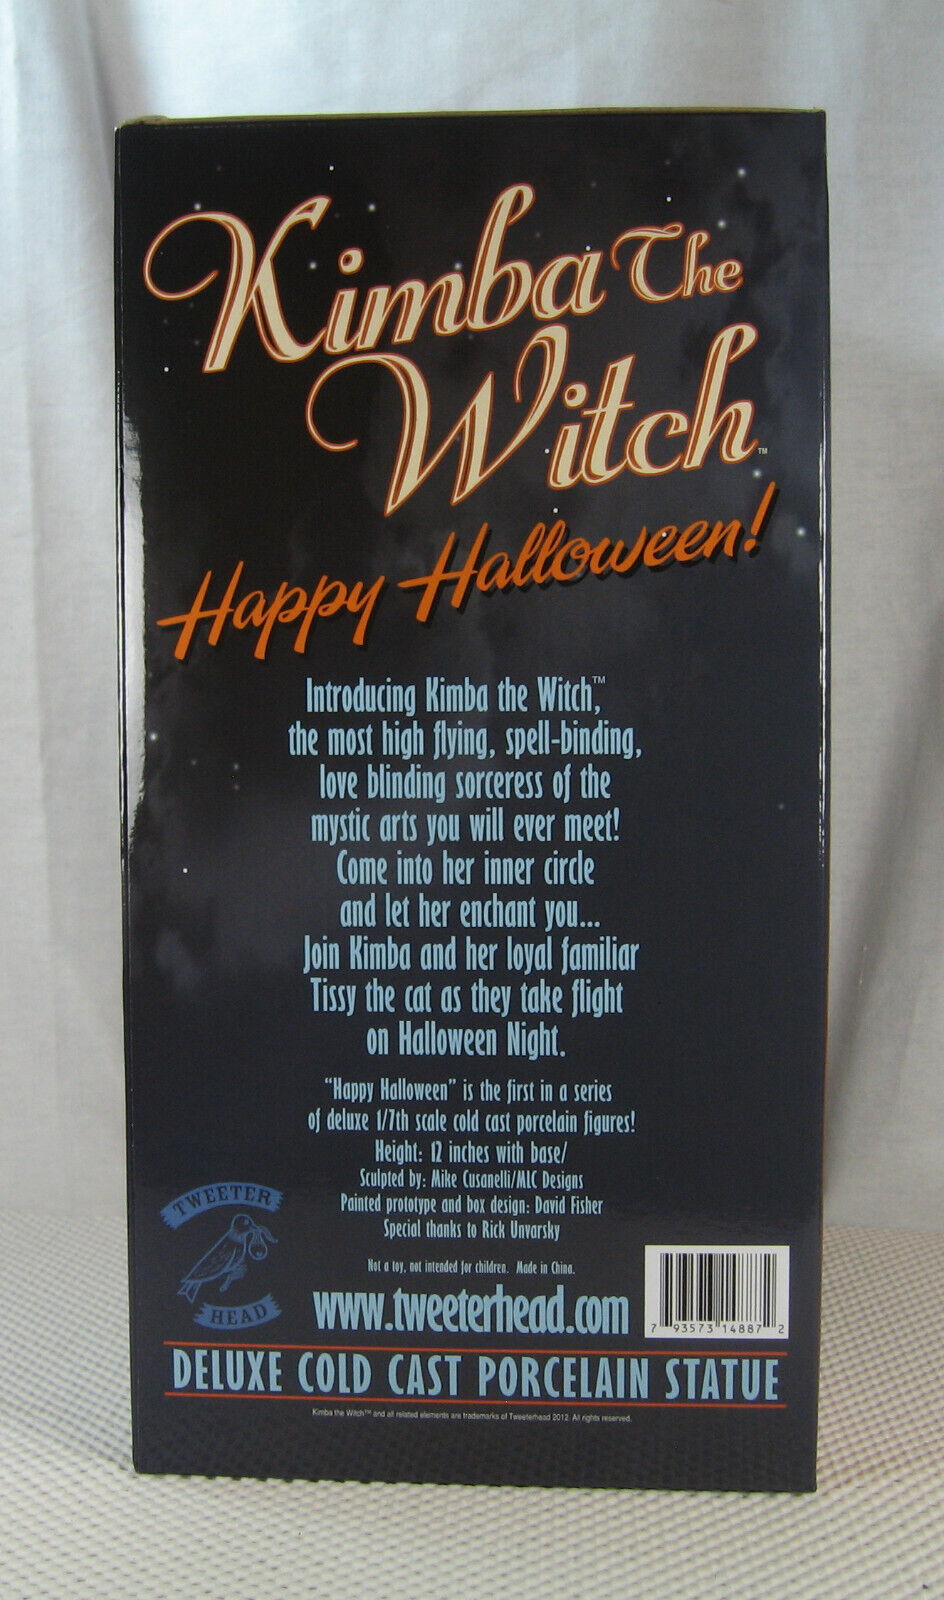 Kimba The
Witch™
Happy Halloween!
Introducing Kimba the Witch™,
the most high flying, spell-binding,
love blinding sorceress of the
mystic arts you will ever meet!
Come into her inner circle
and let her enchant you...
Join Kimba and her loyal familiar
Tissy the cat as they take flight
on Halloween Night.
“Happy Halloween” is the first in a series
of deluxe 1/7th scale cold cast porcelain figures!
Height: 12 inches with base/
Sculpted by: Mike Cusanelli/MLC Designs
Painted prototype and box design: David Fisher
Special thanks to Rick Unvarsky
TWEETER
HEAD
Not a toy, not intended for children. Made in China.
www.tweeterhead.com
7 93573 14887 2
DELUXE COLD CAST PORCELAIN STATUE
Kimba the Witch™ and all related elements are trademarks of Tweeterhead 2012. All rights reserved.